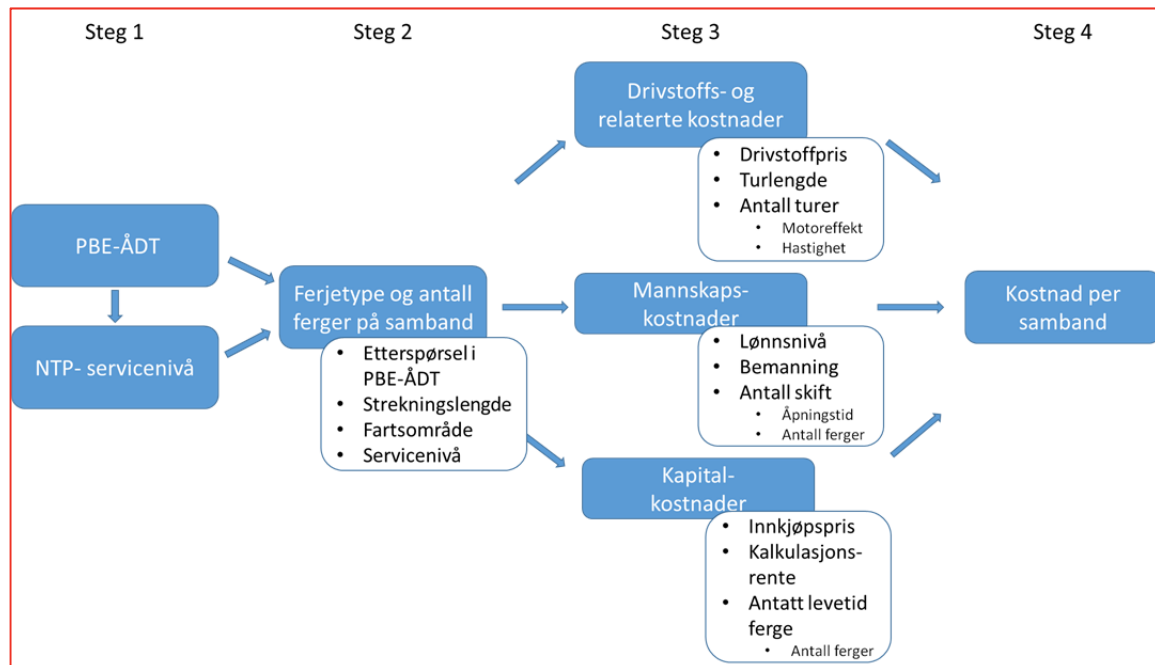 Steg 1
Steg 2
Steg 3
Steg 4
PBE-ÅDT
NTP- servicenivå
Ferjetype og antall
ferger på samband
• Etterspørsel i
PBE-ÅDT
• Strekningslengde
• Fartsområde
• Servicenivå
Drivstoffs- og
relaterte kostnader
• Drivstoffpris
• Turlengde
• Antall turer
• Motoreffekt
• Hastighet
Mannskaps-
kostnader
• Lønnsnivå
• Bemanning
• Antall skift
• Åpningstid
• Antall ferger
Kapital-
kostnader
• Innkjøpspris
• Kalkulasjons-
rente
• Antatt levetid
ferge
• Antall ferger
Kostnad per
samband